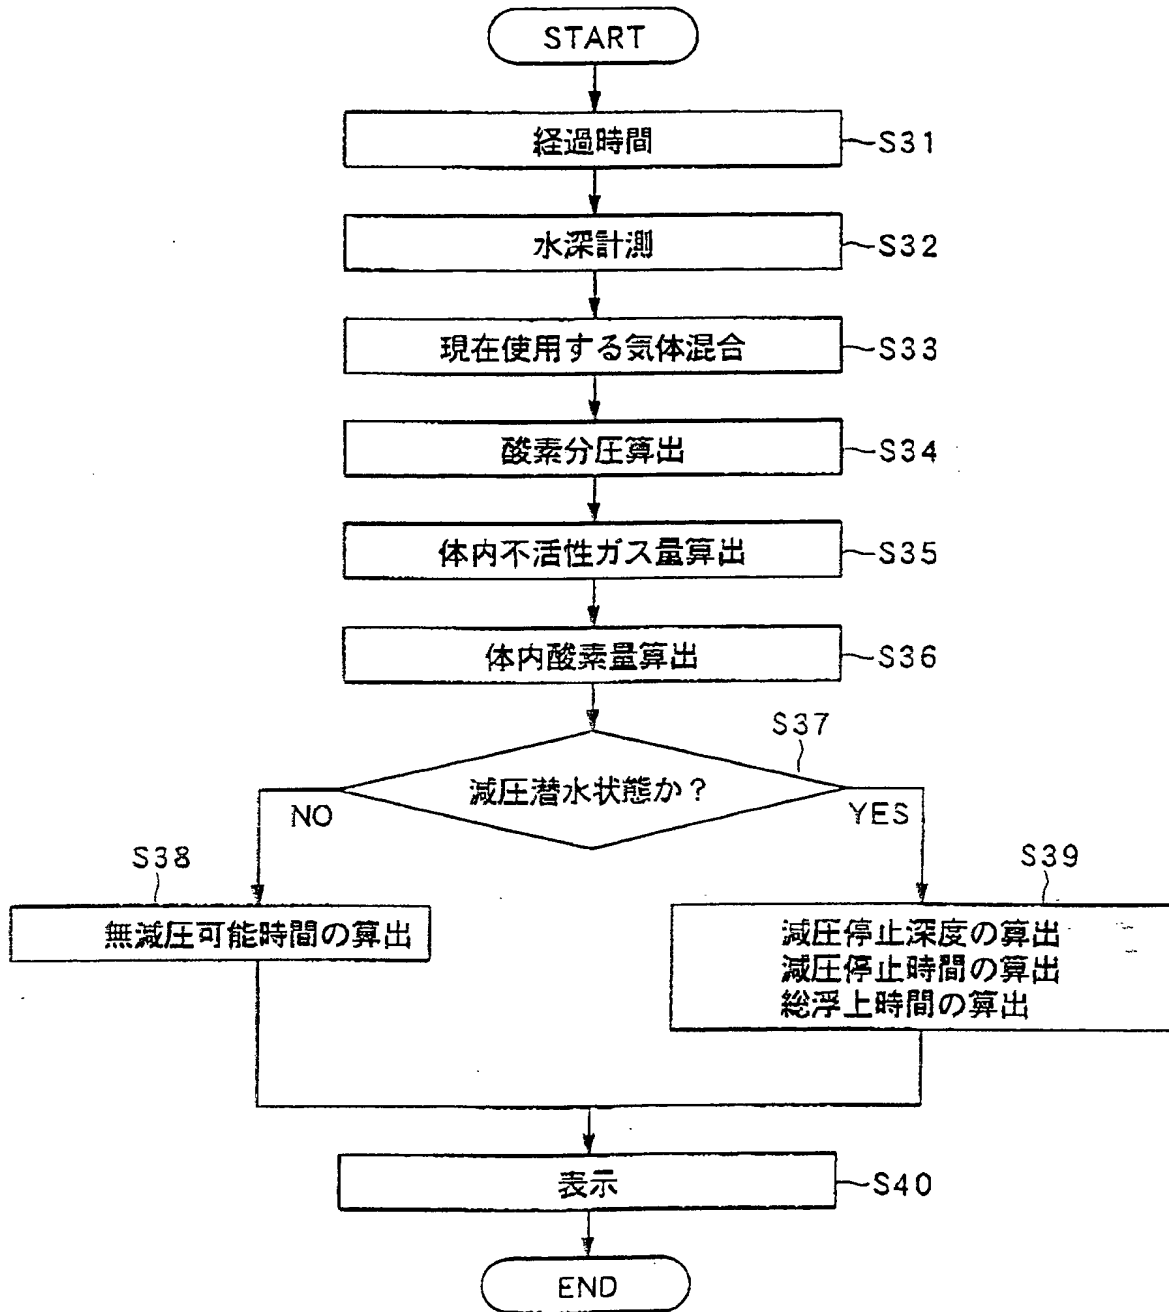 START
経過時間
S31
水深計測
S32
現在使用する気体混合
S33
酸素分圧算出
S34
体内不活性ガス量算出
S35
体内酸素量算出
S36
S37
減圧潜水状態か?
NO
YES
S38
無減圧可能時間の算出
S39
減圧停止深度の算出
減圧停止時間の算出
総浮上時間の算出
表示
S40
END